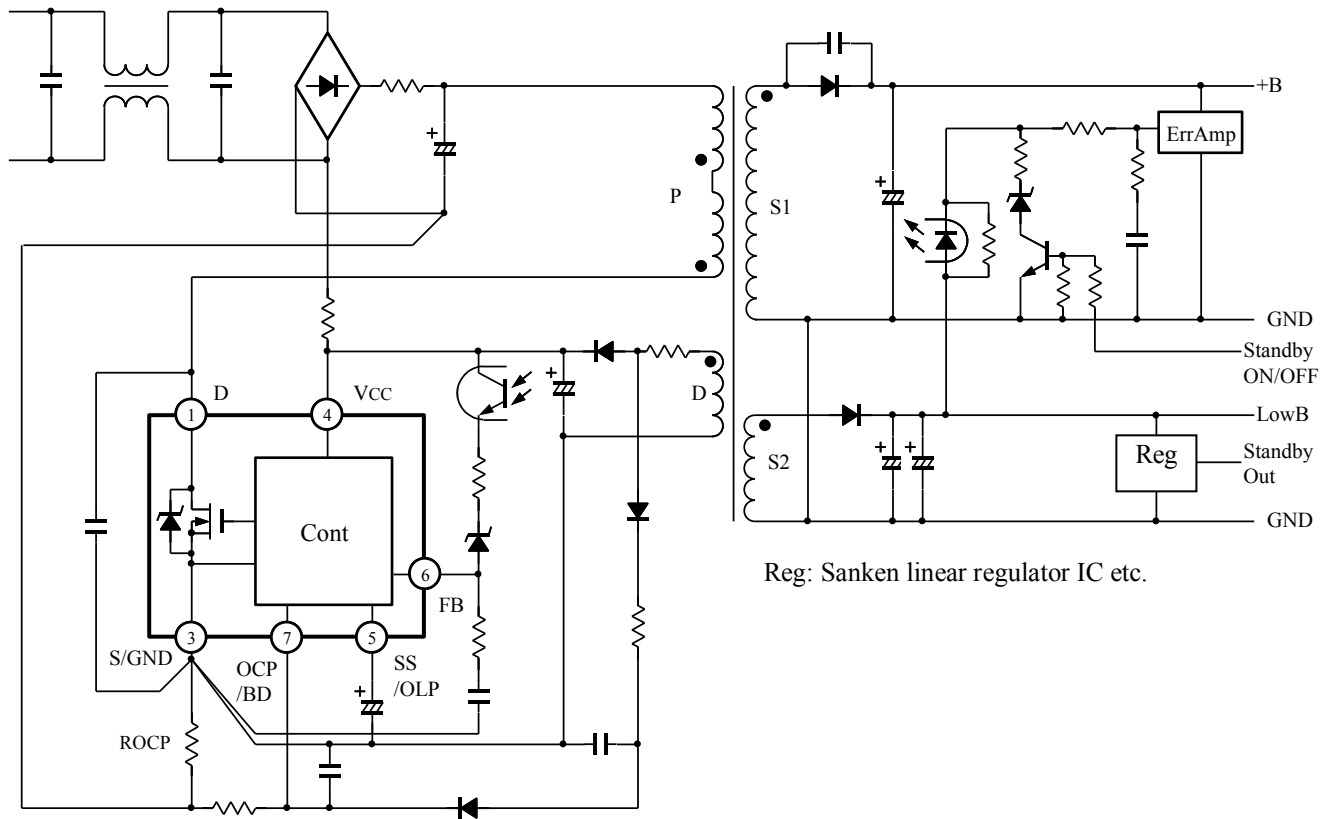 +B
ErrAmp
P
S1
GND
Standby
ON/OFF
D
D
VCC
1
4
LowB
S2
Reg
Standby
Out
Cont
GND
6
FB
Reg: Sanken linear regulator IC etc.
3
7
5
S/GND
OCP
/BD
SS
/OLP
ROCP
+
+
+
+
+
+